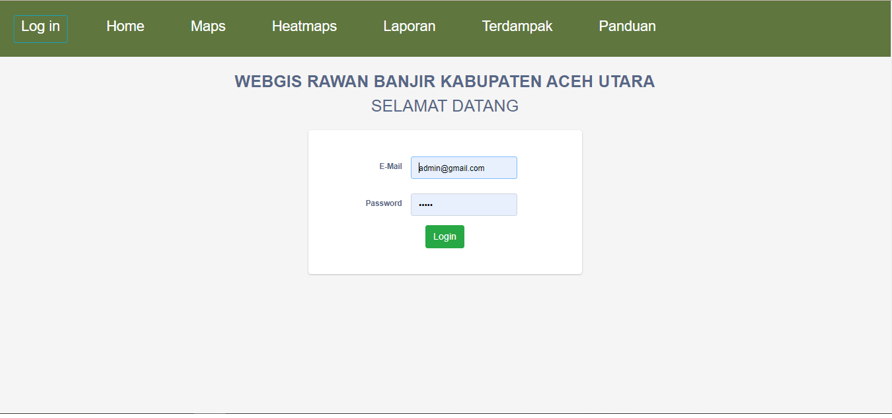 Log in Home Maps Heatmaps Laporan Terdampak Panduan
WEBGIS RAWAN BANJIR KABUPATEN ACEH UTARA
SELAMAT DATANG
E-Mail admin@gmail.com
Password •••••
Login